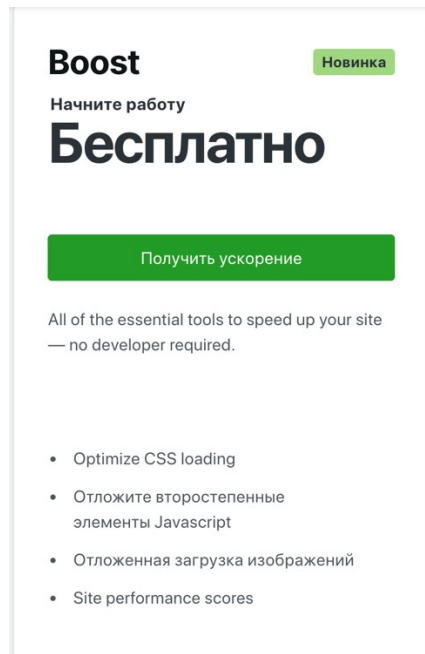 Boost
Новинка
Начните работу
Бесплатно
Получить ускорение
All of the essential tools to speed up your site
— no developer required.
• Optimize CSS loading
• Отложите второстепенные
элементы Javascript
• Отложенная загрузка изображений
• Site performance scores